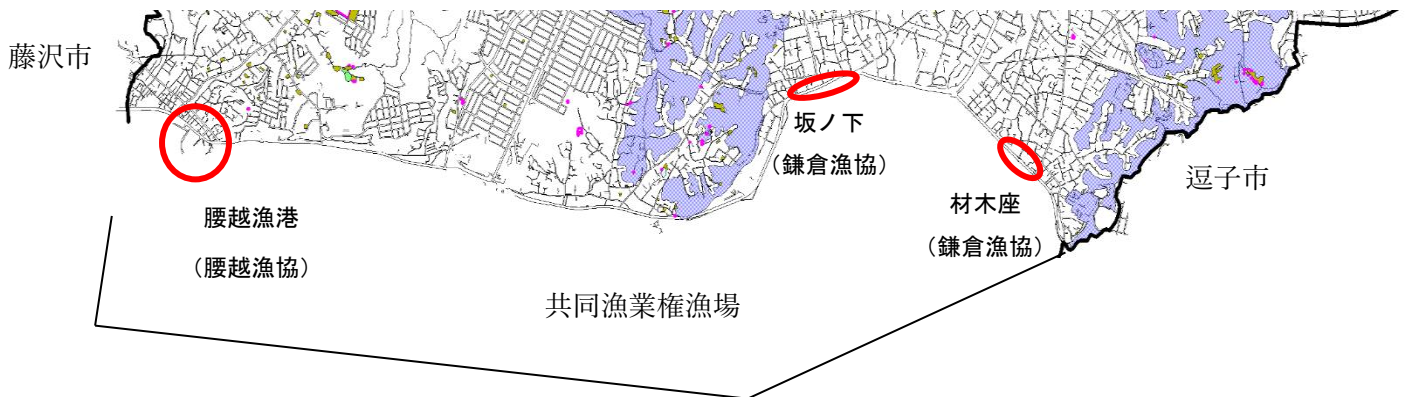 藤沢市
坂ノ下
（鎌倉漁協）
逗子市
材木座
（鎌倉漁協）
腰越漁港
（腰越漁協）
共同漁業権漁場